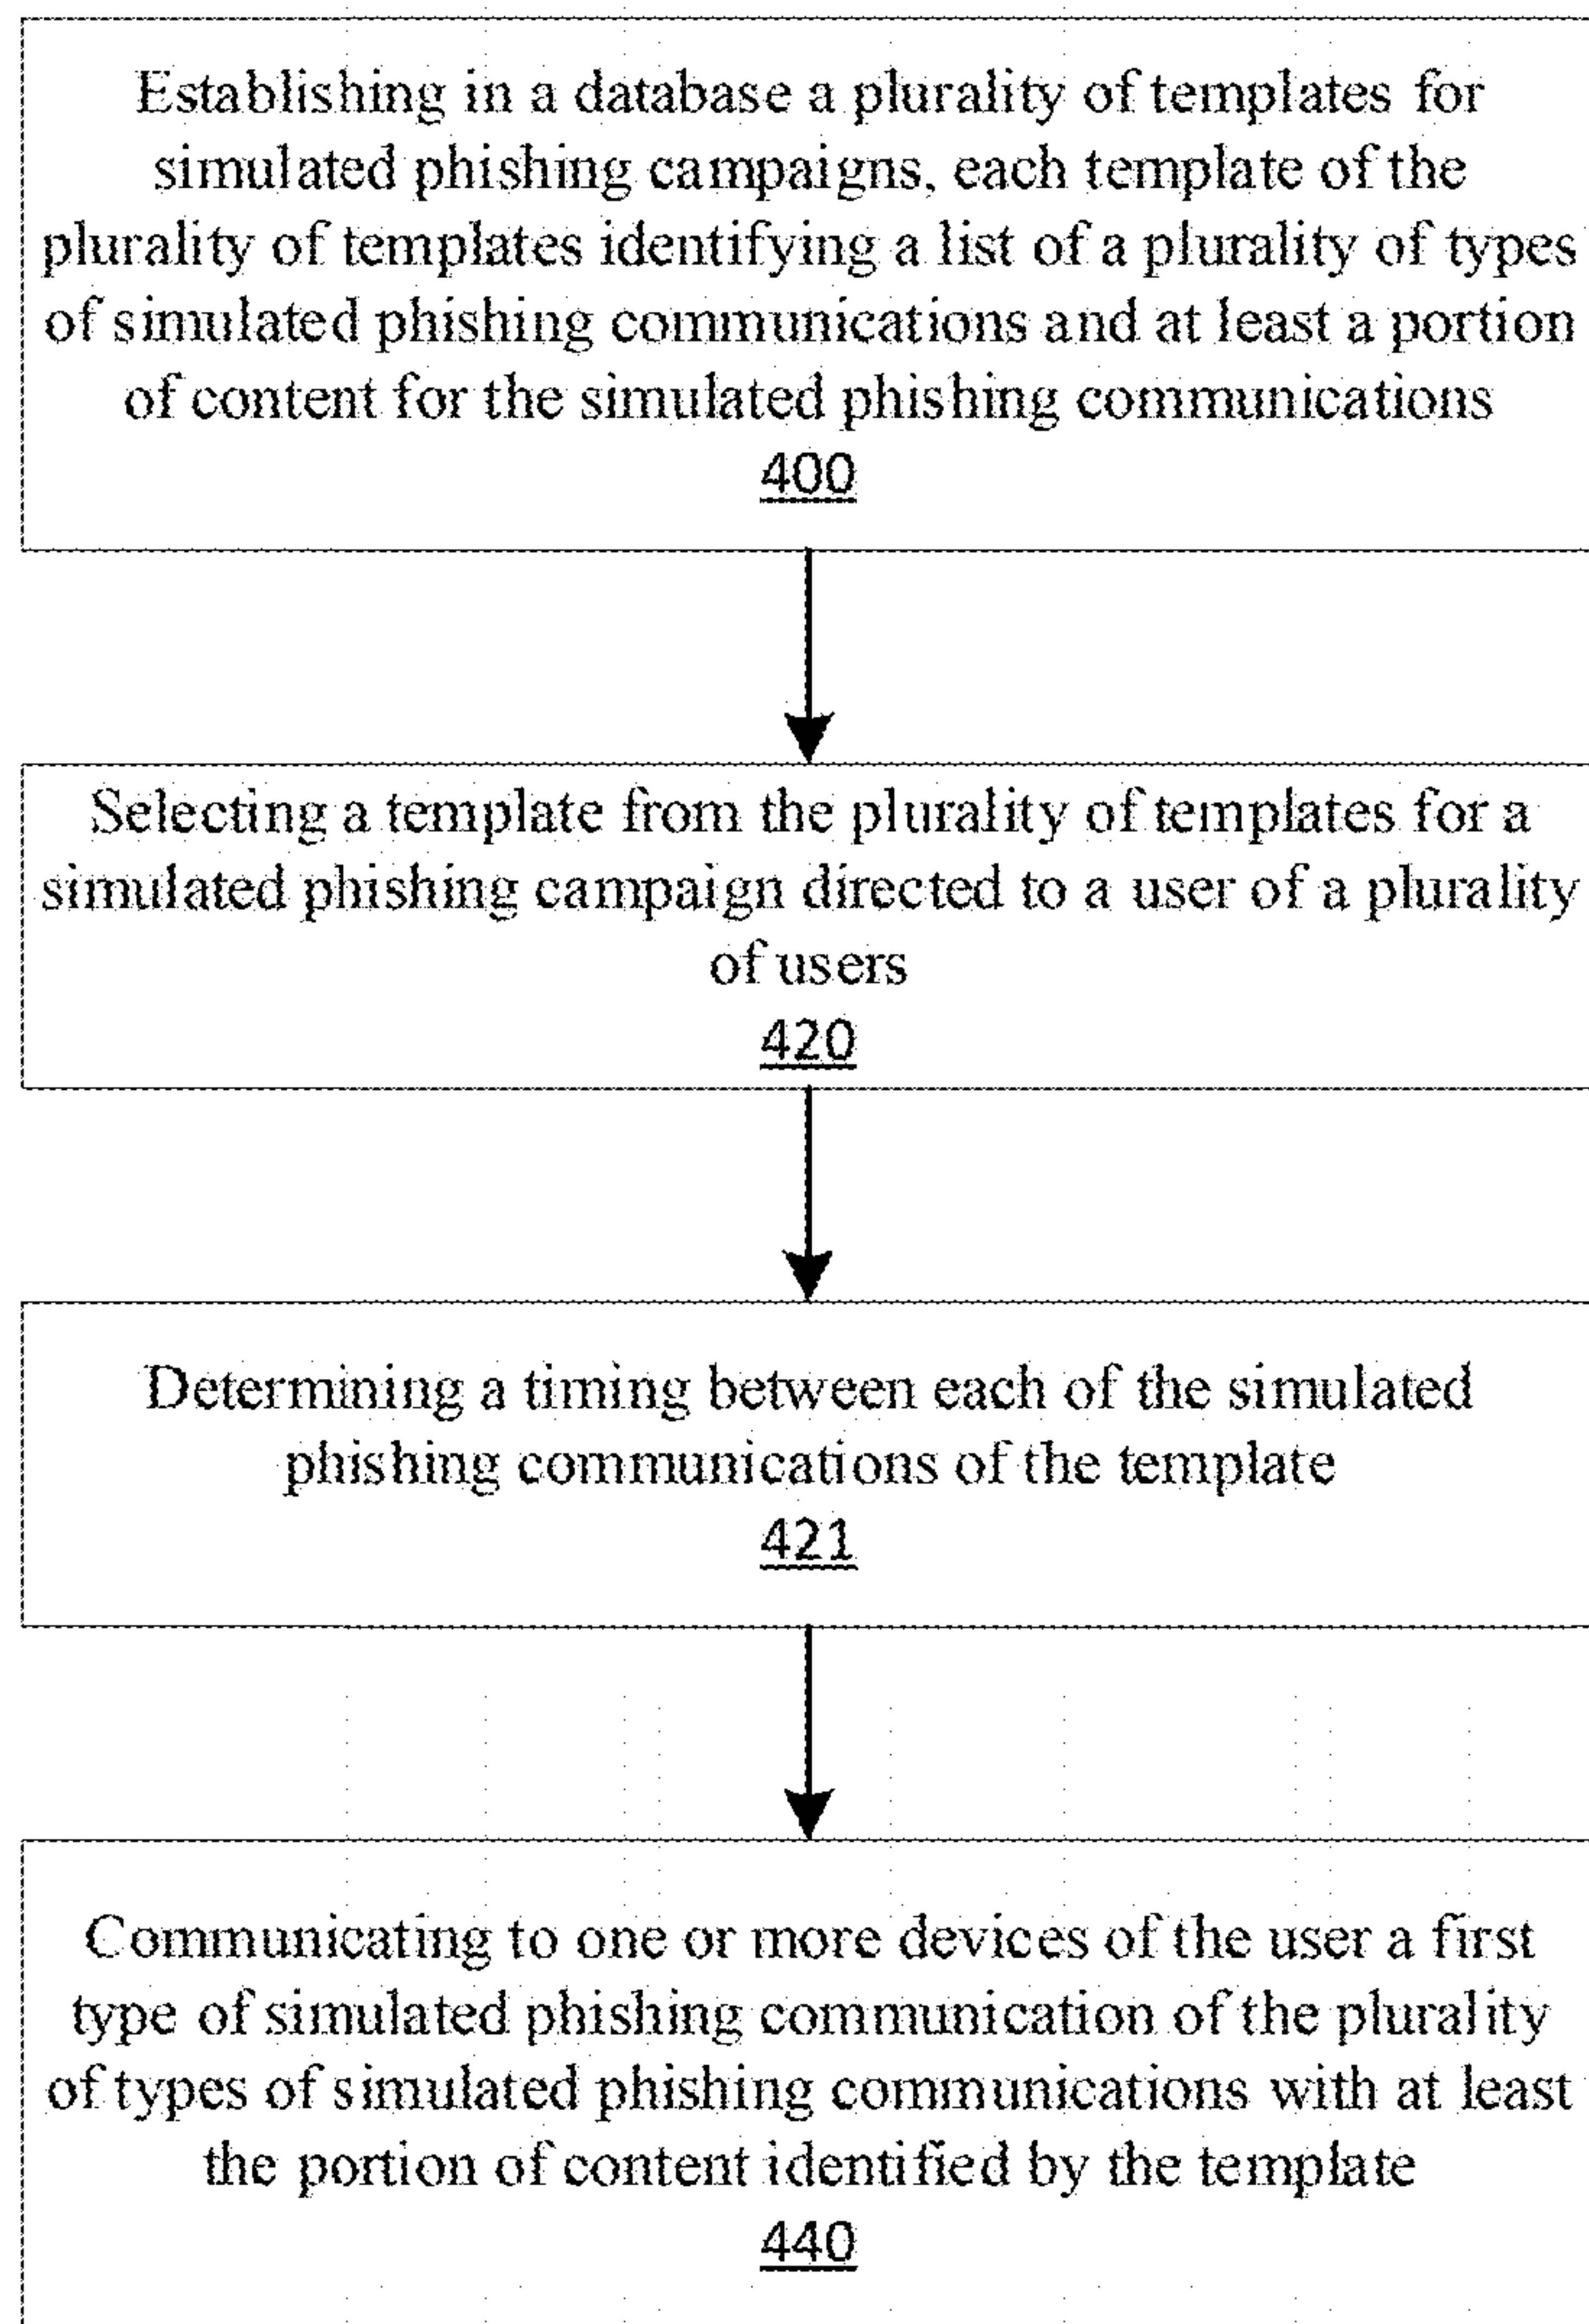 Establishing in a database a plurality of templates for
simulated phishing campaigns, each template of the
plurality of templates identifying a list of a plurality of types
of simulated phishing communications and at least a portion
of content for the simulated phishing communications
400
Selecting a template from the plurality of templates for a
simulated phishing campaign directed to a user of a plurality
of users
420
Determining a timing between each of the simulated
phishing communications of the template
421
Communicating to one or more devices of the user a first
type of simulated phishing communication of the plurality
of types of simulated phishing communications with at least
the portion of content identified by the template
440